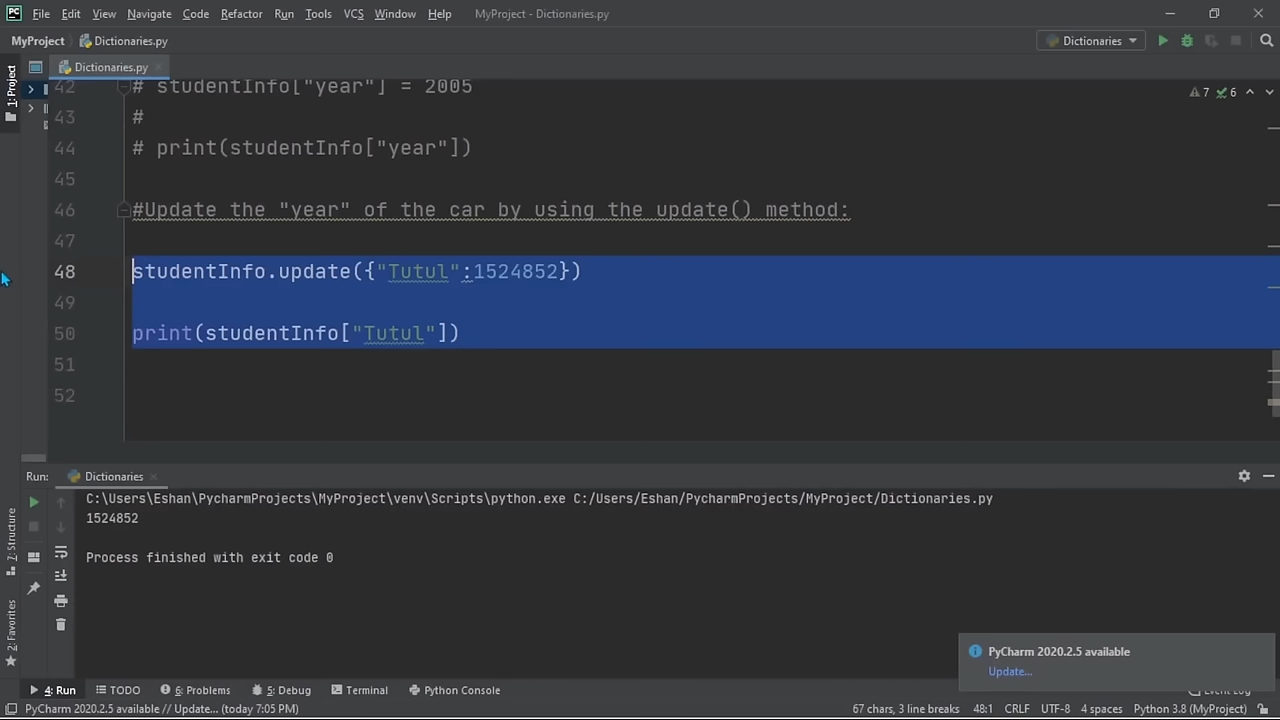 File Edit View Navigate Code Refactor Run Tools VCS Window Help MyProject - Dictionaries.py
MyProject Dictionaries.py Dictionaries
1: Project
Dictionaries.py
42 # studentInfo["year"] = 2005
7 6
43 #
44 # print(studentInfo["year"])
45
46 #Update the "year" of the car by using the update() method:
47
48 studentInfo.update({"Tutul":1524852})
49
50 print(studentInfo["Tutul"])
51
52
Run: Dictionaries
C:\Users\Eshan\PycharmProjects\MyProject\venv\Scripts\python.exe C:/Users/Eshan/PycharmProjects/MyProject/Dictionaries.py
1524852
Process finished with exit code 0
7: Structure
2: Favorites
PyCharm 2020.2.5 available
Update...
4: Run TODO 6: Problems 5: Debug Terminal Python Console Event Log
PyCharm 2020.2.5 available // Update... (today 7:05 PM) 67 chars, 3 line breaks 48:1 CRLF UTF-8 4 spaces Python 3.8 (MyProject)